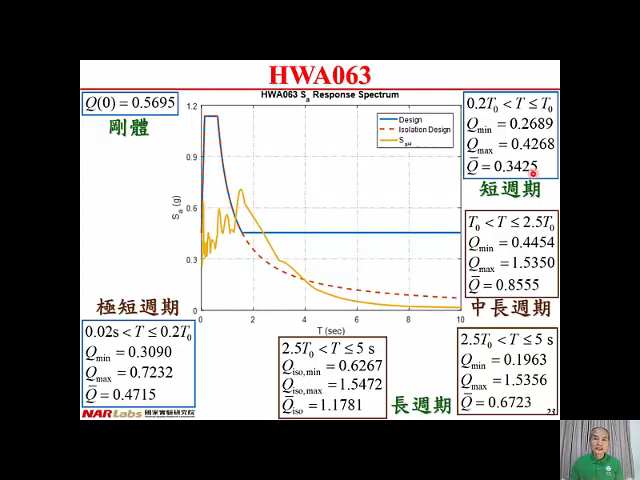 HWA063
Q(0) = 0.5695
剛體
HWA063 Sa Response Spectrum
Design
Isolation Design
SaH
1.2
0.9
0.6
0.3
0
Sa (g)
0 2 4 6 8 10
T (sec)
0.2T₀ < T ≤ T₀
Qmin = 0.2689
Qmax = 0.4268
Q̄ = 0.3425
短週期
T₀ < T ≤ 2.5T₀
Qmin = 0.4454
Qmax = 1.5350
Q̄ = 0.8555
中長週期
極短週期
0.02s < T ≤ 0.2T₀
Qmin = 0.3090
Qmax = 0.7232
Q̄ = 0.4715
2.5T₀ < T ≤ 5 s
Qiso,min = 0.6267
Qiso,max = 1.5472
Q̄iso = 1.1781
長週期
2.5T₀ < T ≤ 5 s
Qmin = 0.1963
Qmax = 1.5356
Q̄ = 0.6723
NARLabs 國家實驗研究院
23